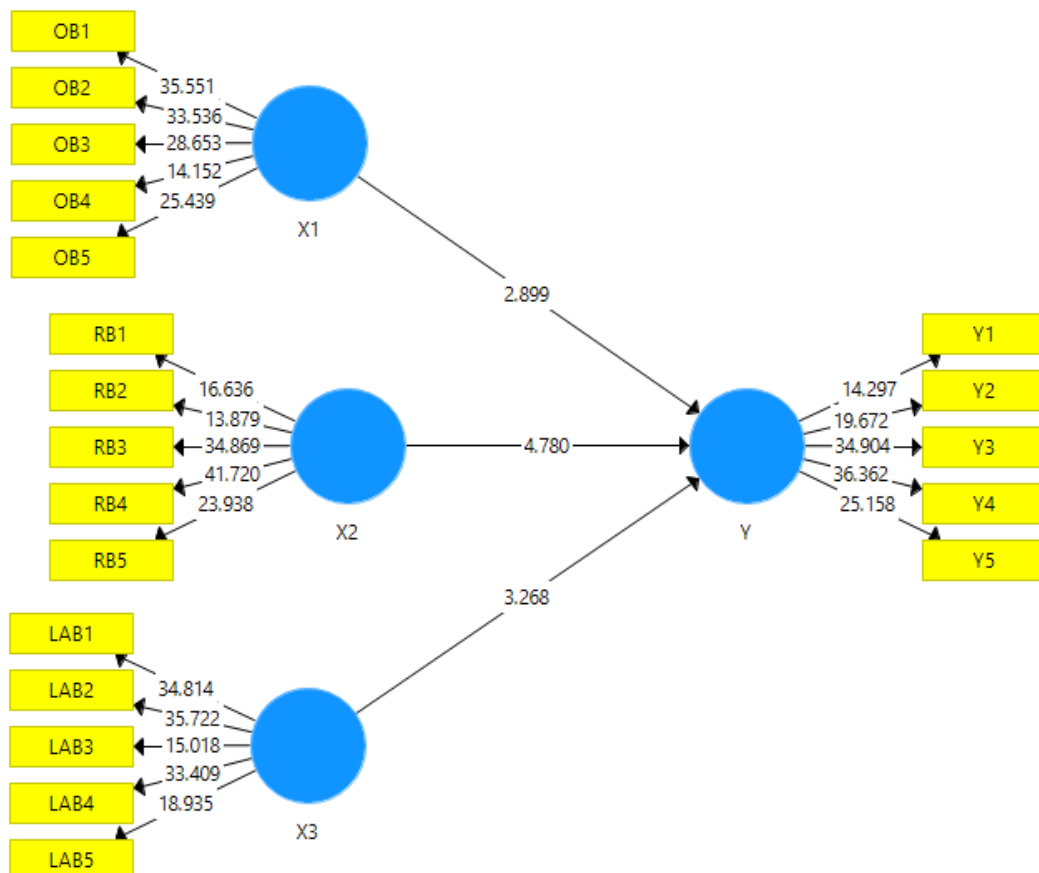 OB1
OB2
OB3
OB4
OB5
35.551
33.536
28.653
14.152
25.439
X1
2.899
RB1
RB2
RB3
RB4
RB5
16.636
13.879
34.869
41.720
23.938
X2
4.780
Y
14.297
19.672
34.904
36.362
25.158
Y1
Y2
Y3
Y4
Y5
3.268
LAB1
LAB2
LAB3
LAB4
LAB5
34.814
35.722
15.018
33.409
18.935
X3